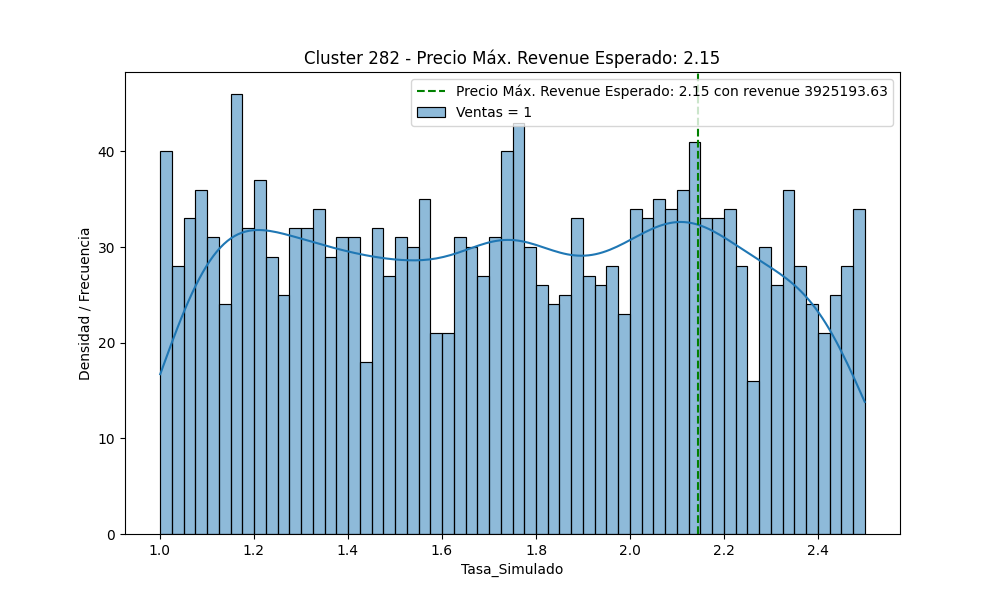 Cluster 282 - Precio Máx. Revenue Esperado: 2.15
Precio Máx. Revenue Esperado: 2.15 con revenue 3925193.63
Ventas = 1
Densidad / Frecuencia
40
30
20
10
0
1.0 1.2 1.4 1.6 1.8 2.0 2.2 2.4
Tasa_Simulado